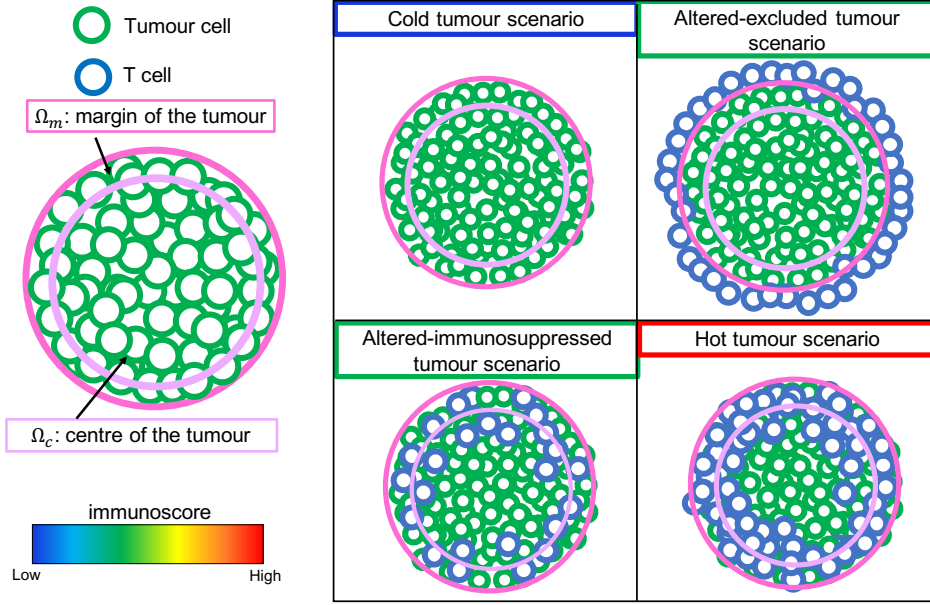 Tumour cell
T cell
Ωₘ: margin of the tumour
Ω꜀: centre of the tumour
immunoscore
Low
High
Cold tumour scenario
Altered-excluded tumour
scenario
Altered-immunosuppressed
tumour scenario
Hot tumour scenario